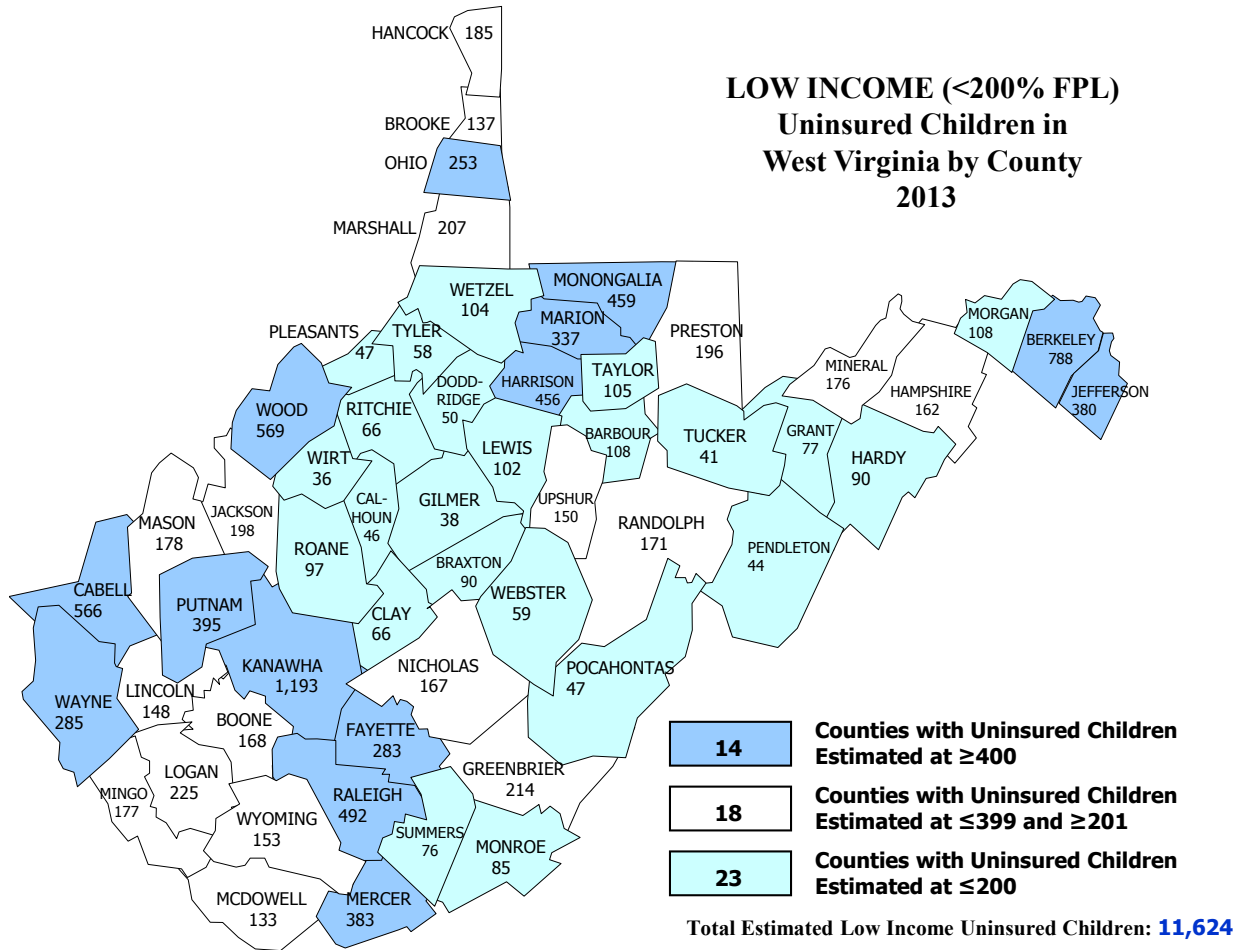 LOW INCOME (<200% FPL)
Uninsured Children in
West Virginia by County
2013
HANCOCK 185
BROOKE 137
OHIO 253
MARSHALL 207
WETZEL
104
MONONGALIA
459
MARION
337
PRESTON
196
PLEASANTS
47
TYLER
58
DODD-
RIDGE
50
HARRISON
456
TAYLOR
105
MORGAN
108
BERKELEY
788
JEFFERSON
380
MINERAL
176
HAMPSHIRE
162
WOOD
569
RITCHIE
66
WIRT
36
LEWIS
102
BARBOUR
108
TUCKER
41
GRANT
77
HARDY
90
CAL-
HOUN
46
GILMER
38
UPSHUR
150
RANDOLPH
171
PENDLETON
44
MASON
178
JACKSON
198
ROANE
97
BRAXTON
90
WEBSTER
59
CABELL
566
PUTNAM
395
CLAY
66
KANAWHA
1,193
NICHOLAS
167
POCAHONTAS
47
WAYNE
285
LINCOLN
148
BOONE
168
FAYETTE
283
GREENBRIER
214
LOGAN
225
MINGO
177
RALEIGH
492
WYOMING
153
SUMMERS
76
MONROE
85
MCDOWELL
133
MERCER
383
14 Counties with Uninsured Children
Estimated at ≥400
18 Counties with Uninsured Children
Estimated at ≤399 and ≥201
23 Counties with Uninsured Children
Estimated at ≤200
Total Estimated Low Income Uninsured Children: 11,624